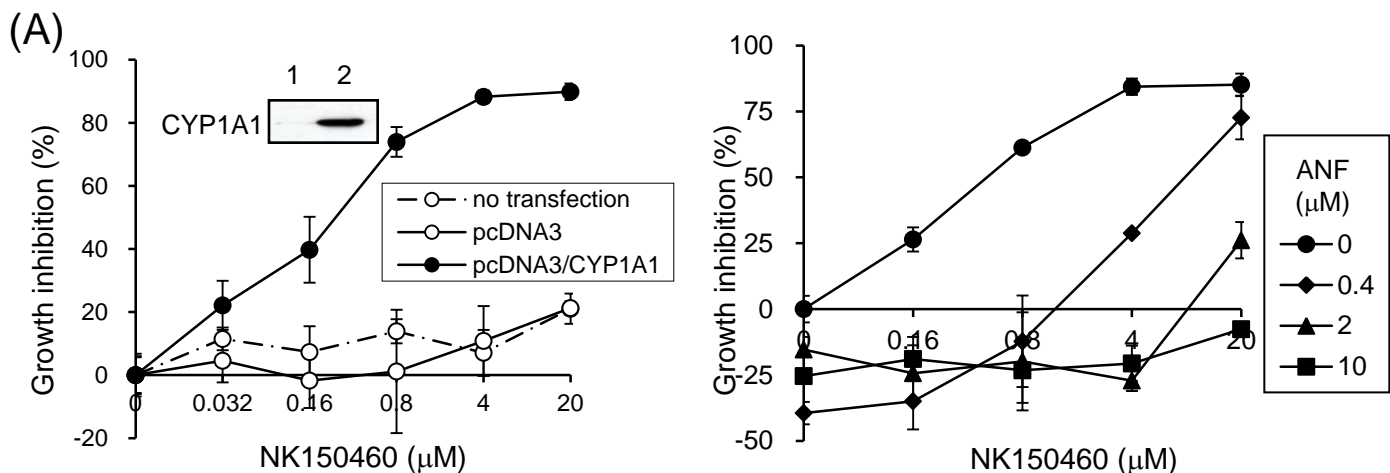 (A)
1 2
CYP1A1
Growth inhibition (%)
100
80
60
40
20
0
-20
no transfection
pcDNA3
pcDNA3/CYP1A1
0 0.032 0.16 0.8 4 20
NK150460 (μM)
Growth inhibition (%)
100
75
50
25
0
-25
-50
0 0.16 0.8 4 20
NK150460 (μM)
ANF
(μM)
0
0.4
2
10